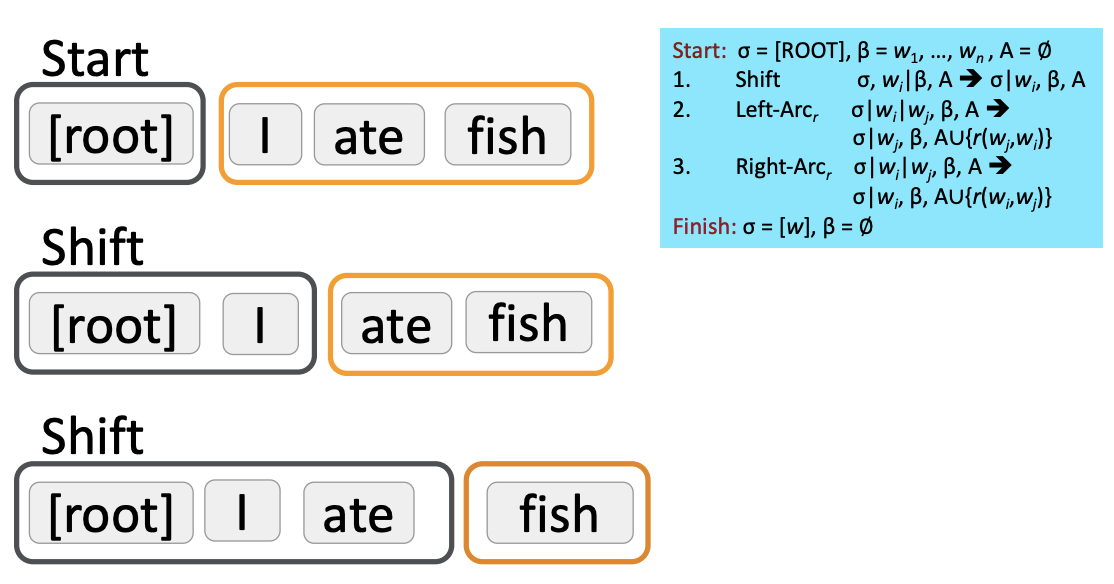 Start
[root] I ate fish
Shift
[root] I ate fish
Shift
[root] I ate fish
Start: σ = [ROOT], β = w₁, …, wₙ , A = Ø
1. Shift σ, wᵢ|β, A ➔ σ|wᵢ, β, A
2. Left-Arcᵣ σ|wᵢ|wⱼ, β, A ➔
σ|wⱼ, β, A∪{r(wⱼ,wᵢ)}
3. Right-Arcᵣ σ|wᵢ|wⱼ, β, A ➔
σ|wᵢ, β, A∪{r(wᵢ,wⱼ)}
Finish: σ = [w], β = Ø